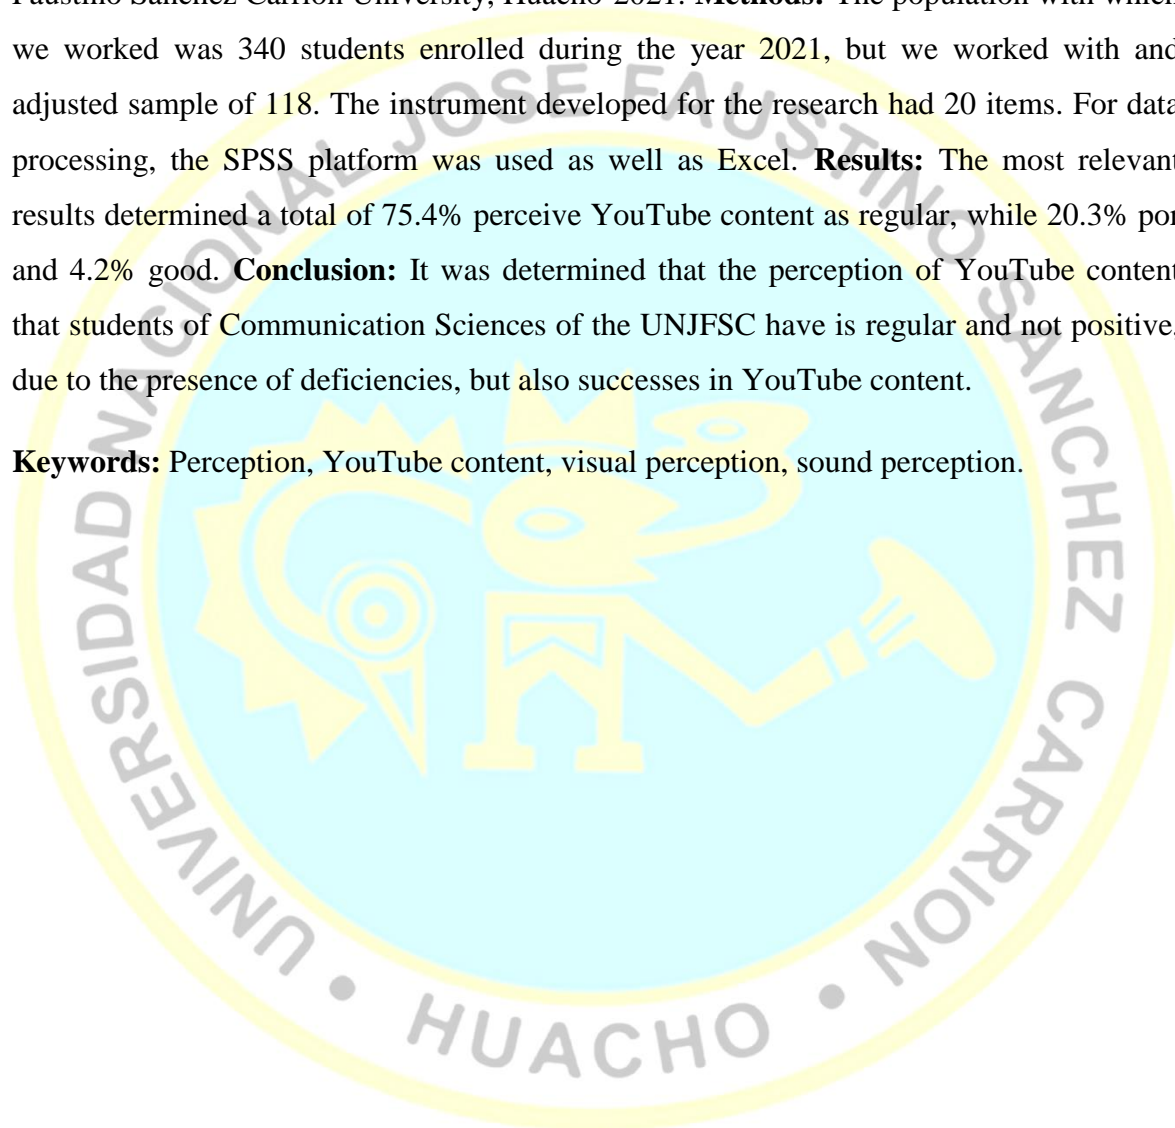 Faustino Sánchez Carrión University, Huacho-2021. Methods: The population with which
we worked was 340 students enrolled during the year 2021, but we worked with and
adjusted sample of 118. The instrument developed for the research had 20 items. For data
processing, the SPSS platform was used as well as Excel. Results: The most relevant
results determined a total of 75.4% perceive YouTube content as regular, while 20.3% por
and 4.2% good. Conclusion: It was determined that the perception of YouTube content
that students of Communication Sciences of the UNJFSC have is regular and not positive,
due to the presence of deficiencies, but also successes in YouTube content.
Keywords: Perception, YouTube content, visual perception, sound perception.
UNIVERSIDAD NACIONAL JOSE FAUSTINO SANCHEZ CARRION
• HUACHO •